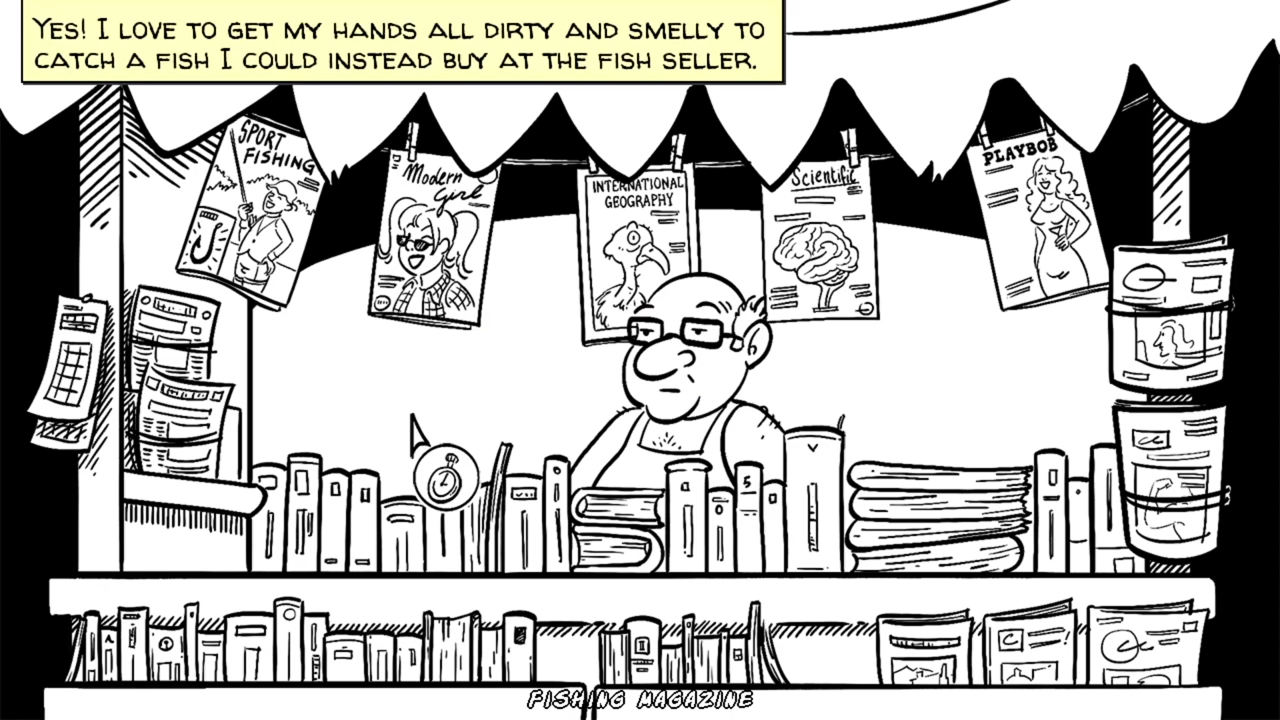 YES! I LOVE TO GET MY HANDS ALL DIRTY AND SMELLY TO
CATCH A FISH I COULD INSTEAD BUY AT THE FISH SELLER.
SPORT
FISHING
Modern
Girl
INTERNATIONAL
GEOGRAPHY
Scientific
PLAYBOB
5
FISHING MAGAZINE